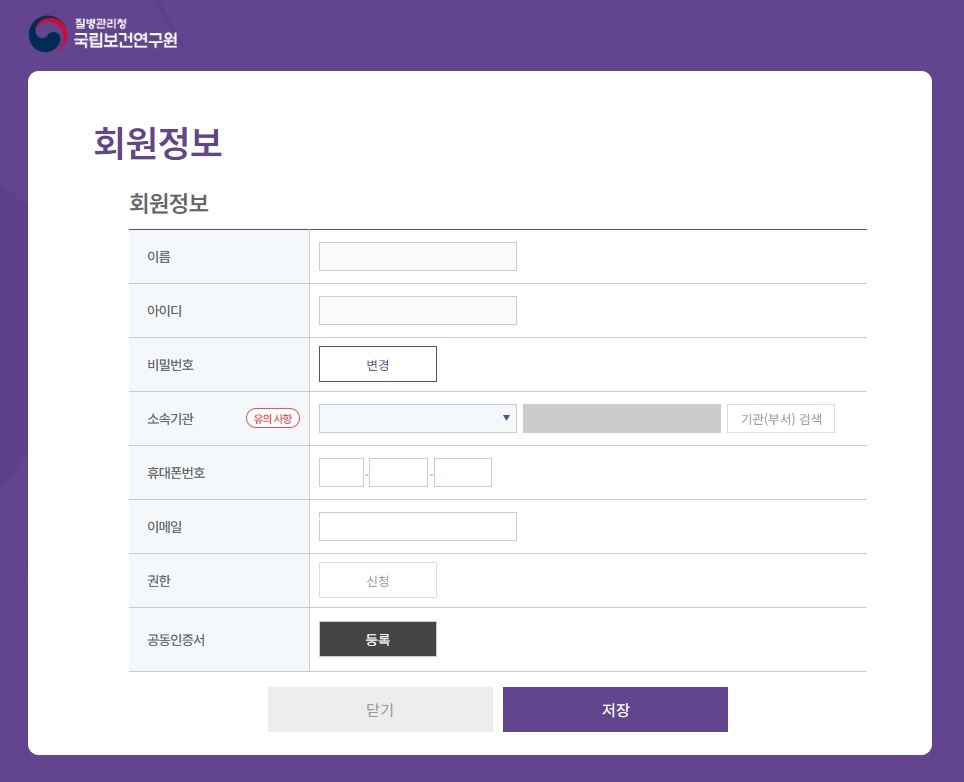 질병관리청
국립보건연구원
회원정보
회원정보
이름
아이디
비밀번호
변경
소속기관
유의사항
기관(부서) 검색
휴대폰번호
-
-
이메일
권한
신청
공동인증서
등록
닫기
저장